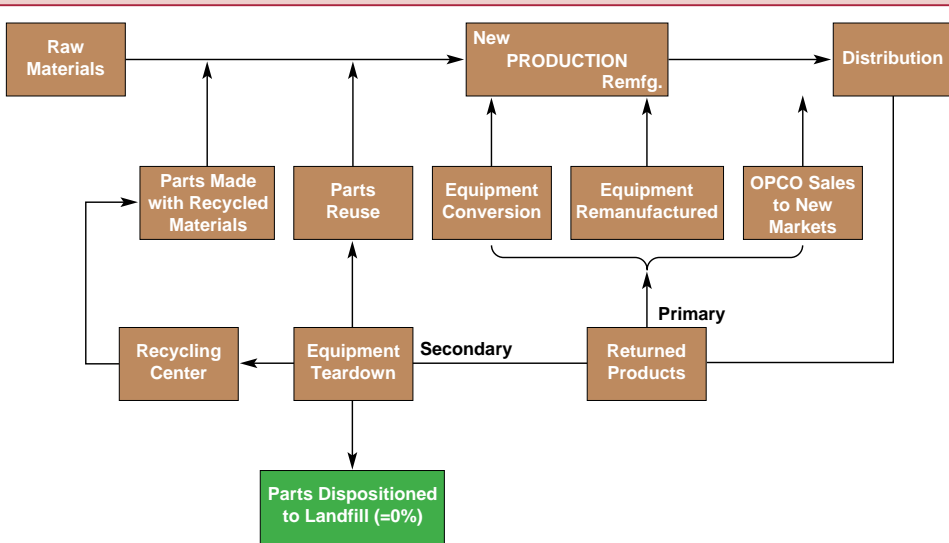 Raw
Materials
New
PRODUCTION
Remfg.
Distribution
Parts Made
with Recycled
Materials
Parts
Reuse
Equipment
Conversion
Equipment
Remanufactured
OPCO Sales
to New
Markets
Primary
Recycling
Center
Equipment
Teardown
Secondary
Returned
Products
Parts Dispositioned
to Landfill (=0%)